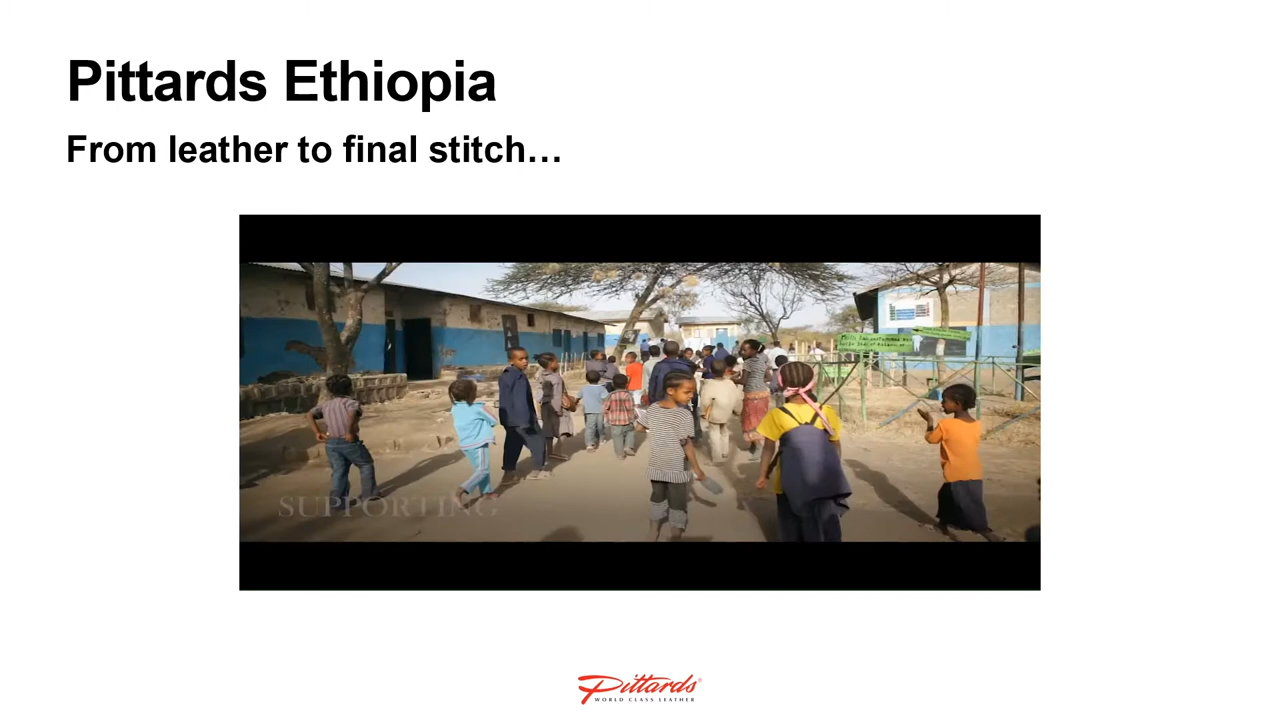 Pittards Ethiopia
From leather to final stitch…
SUPPORTING
Pittards®
WORLD CLASS LEATHER